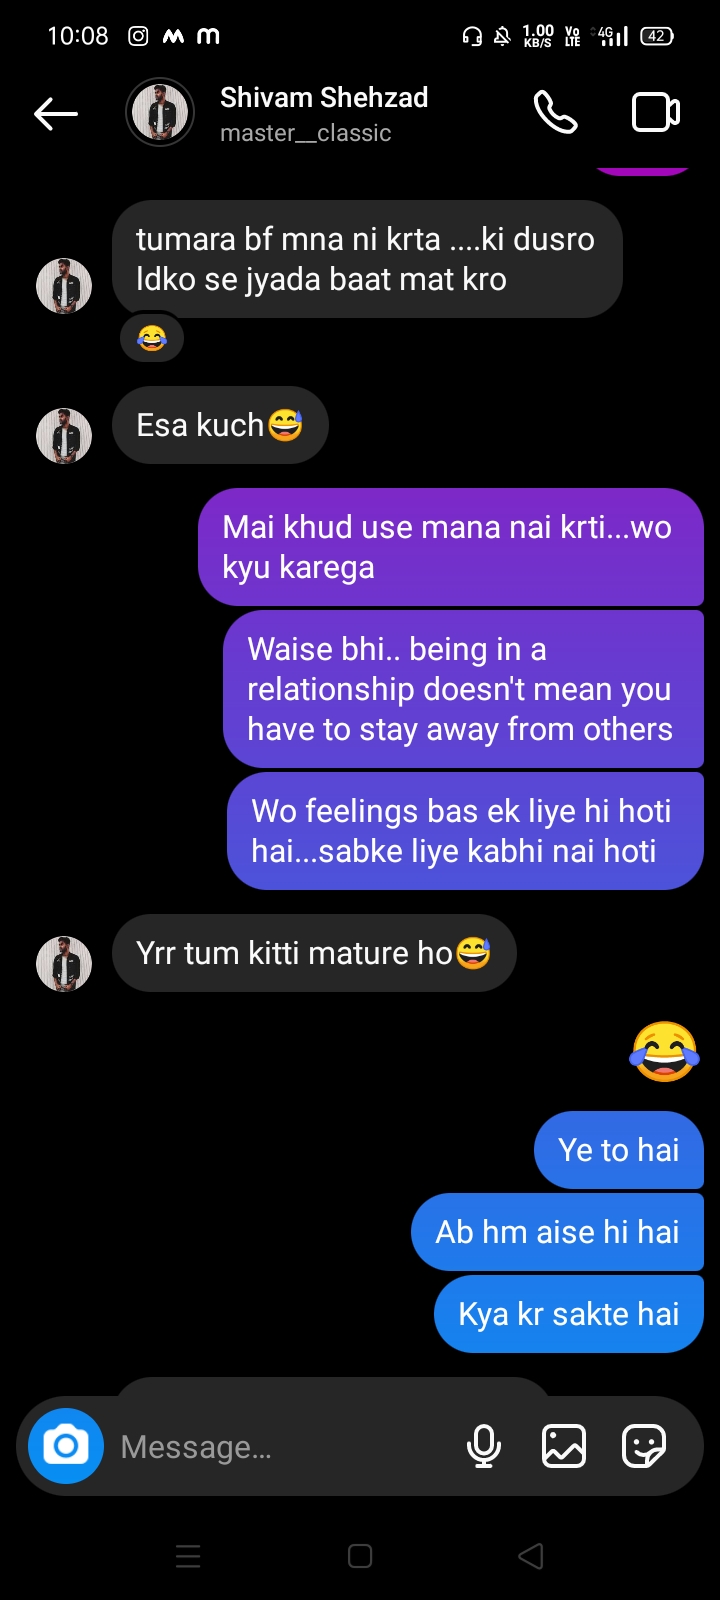 10:08
1.00 KB/S
Vo LTE
4G
42
Shivam Shehzad
master__classic
tumara bf mna ni krta ....ki dusro
ldko se jyada baat mat kro
😂
Esa kuch😅
Mai khud use mana nai krti...wo
kyu karega
Waise bhi.. being in a
relationship doesn't mean you
have to stay away from others
Wo feelings bas ek liye hi hoti
hai...sabke liye kabhi nai hoti
Yrr tum kitti mature ho😅
😂
Ye to hai
Ab hm aise hi hai
Kya kr sakte hai
Message...